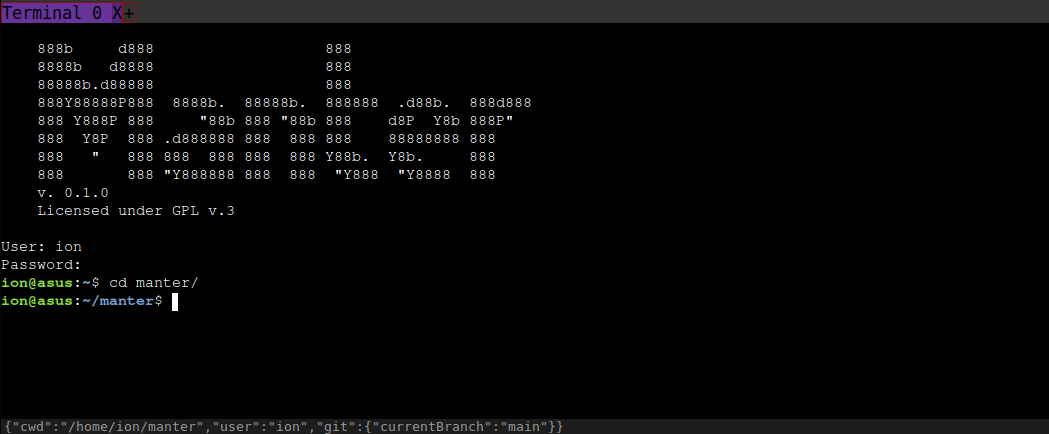 Terminal 0 X+
    888b     d888                   888
    8888b   d8888                   888
    88888b.d88888                   888
    888Y88888P888  8888b.  88888b.  888888  .d88b.  888d888
    888 Y888P 888     "88b 888 "88b 888    d8P  Y8b 888P"
    888  Y8P  888 .d888888 888  888 888    88888888 888
    888   "   888 888  888 888  888 Y88b.  Y8b.     888
    888       888 "Y888888 888  888  "Y888  "Y8888  888
    v. 0.1.0
    Licensed under GPL v.3
User: ion
Password:
ion@asus:~$ cd manter/
ion@asus:~/manter$
{"cwd":"/home/ion/manter","user":"ion","git":{"currentBranch":"main"}}